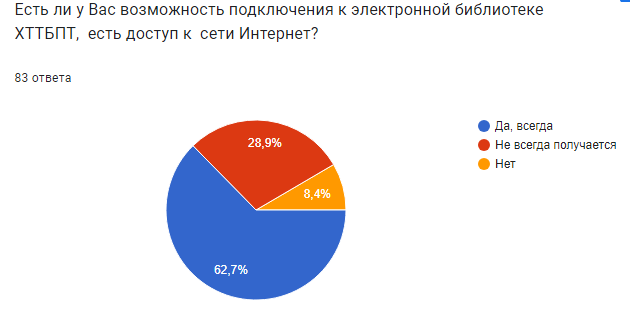 Есть ли у Вас возможность подключения к электронной библиотеке
ХТТБПТ,  есть доступ к  сети Интернет?
83 ответа
28,9%
8,4%
62,7%
Да, всегда
Не всегда получается
Нет